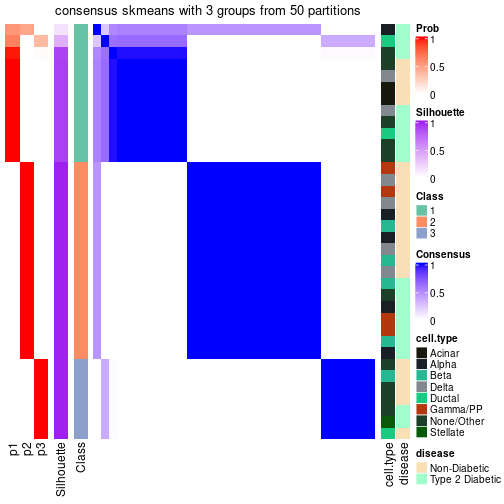 consensus skmeans with 3 groups from 50 partitions
Prob
1
0.5
0
Silhouette
1
0.5
0
Class
1
2
3
Consensus
1
0.5
0
cell.type
Acinar
Alpha
Beta
Delta
Ductal
Gamma/PP
None/Other
Stellate
disease
Non-Diabetic
Type 2 Diabetic
p1
p2
p3
Silhouette
Class
cell.type
disease